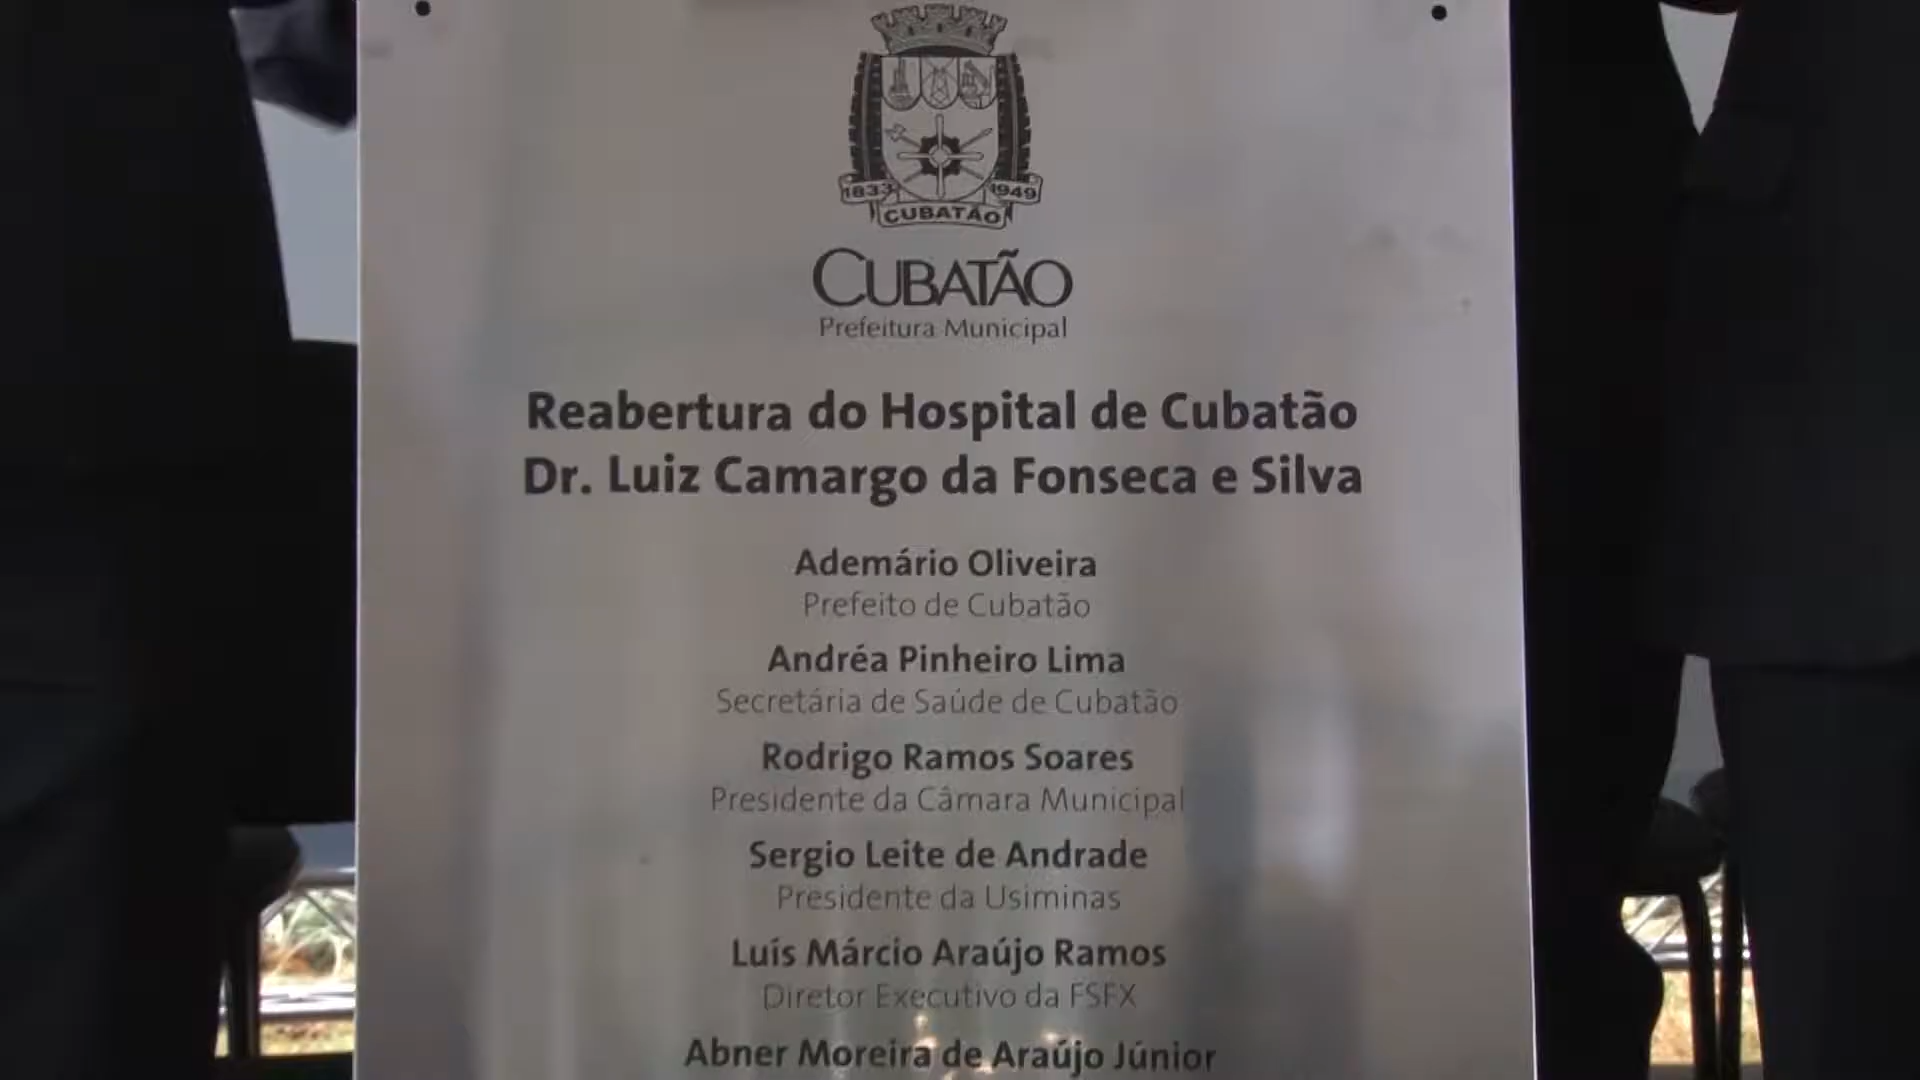 1833 1949
CUBATÃO
CUBATÃO
Prefeitura Municipal
Reabertura do Hospital de Cubatão
Dr. Luiz Camargo da Fonseca e Silva
Ademário Oliveira
Prefeito de Cubatão
Andréa Pinheiro Lima
Secretária de Saúde de Cubatão
Rodrigo Ramos Soares
Presidente da Câmara Municipal
Sergio Leite de Andrade
Presidente da Usiminas
Luís Márcio Araújo Ramos
Diretor Executivo da FSFX
Abner Moreira de Araújo Júnior